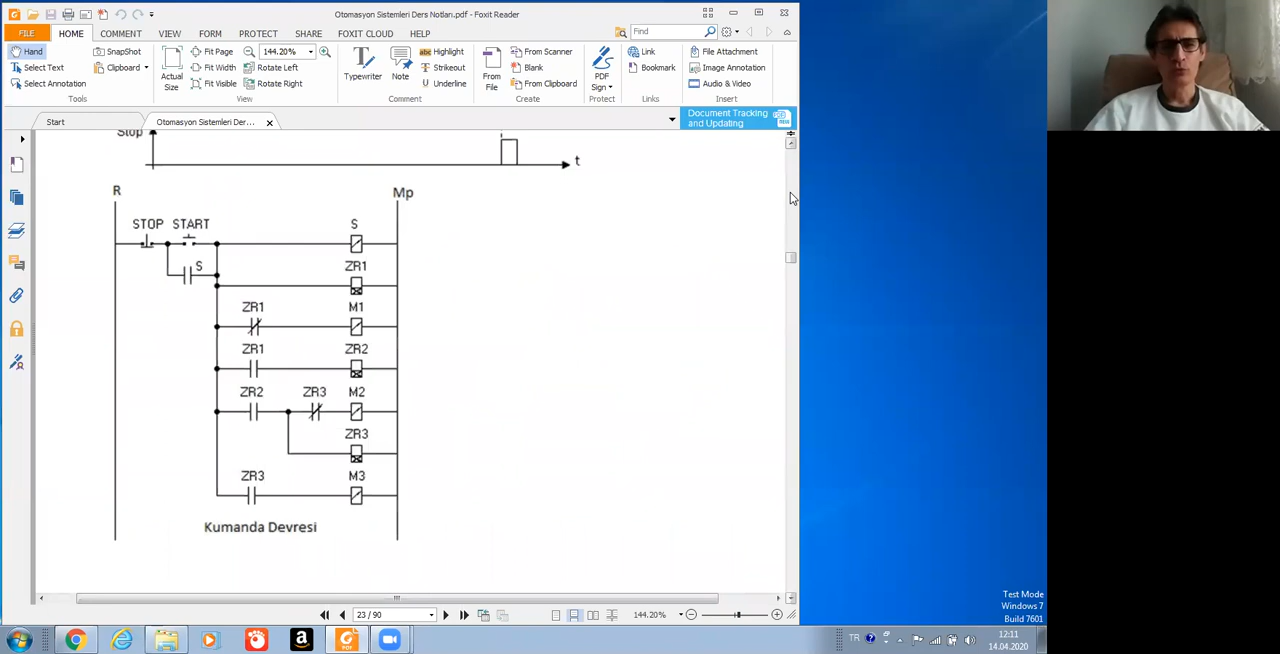 Otomasyon Sistemleri Ders Notları.pdf - Foxit Reader
FILE HOME COMMENT VIEW FORM PROTECT SHARE FOXIT CLOUD HELP
Find
Hand
Select Text
Select Annotation
Tools
SnapShot
Clipboard
Actual Size
Fit Page
Fit Width
Fit Visible
144.20%
Rotate Left
Rotate Right
View
Typewriter
Note
Highlight
Strikeout
Underline
Comment
From File
From Scanner
Blank
From Clipboard
Create
PDF Sign
Protect
Link
Bookmark
Links
File Attachment
Image Annotation
Audio & Video
Insert
Start
Otomasyon Sistemleri Der...
Document Tracking
and Updating
Stop
t
R
Mp
STOP START S
S
ZR1
ZR1 M1
ZR1 ZR2
ZR2 ZR3 M2
ZR3
ZR3 M3
Kumanda Devresi
23 / 90
144.20%
Test Mode
Windows 7
Build 7601
PDF
TR
12:11
14.04.2020